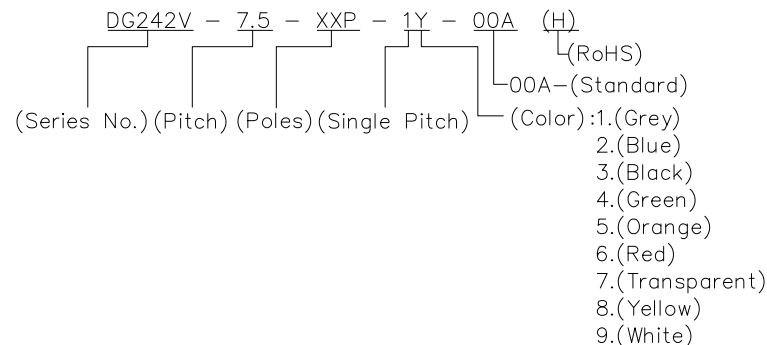 DG242V - 7.5 - XXP - 1Y - 00A (H)
(RoHS)
00A-(Standard)
(Series No.) (Pitch) (Poles) (Single Pitch) (Color) :1.(Grey)
2.(Blue)
3.(Black)
4.(Green)
5.(Orange)
6.(Red)
7.(Transparent)
8.(Yellow)
9.(White)